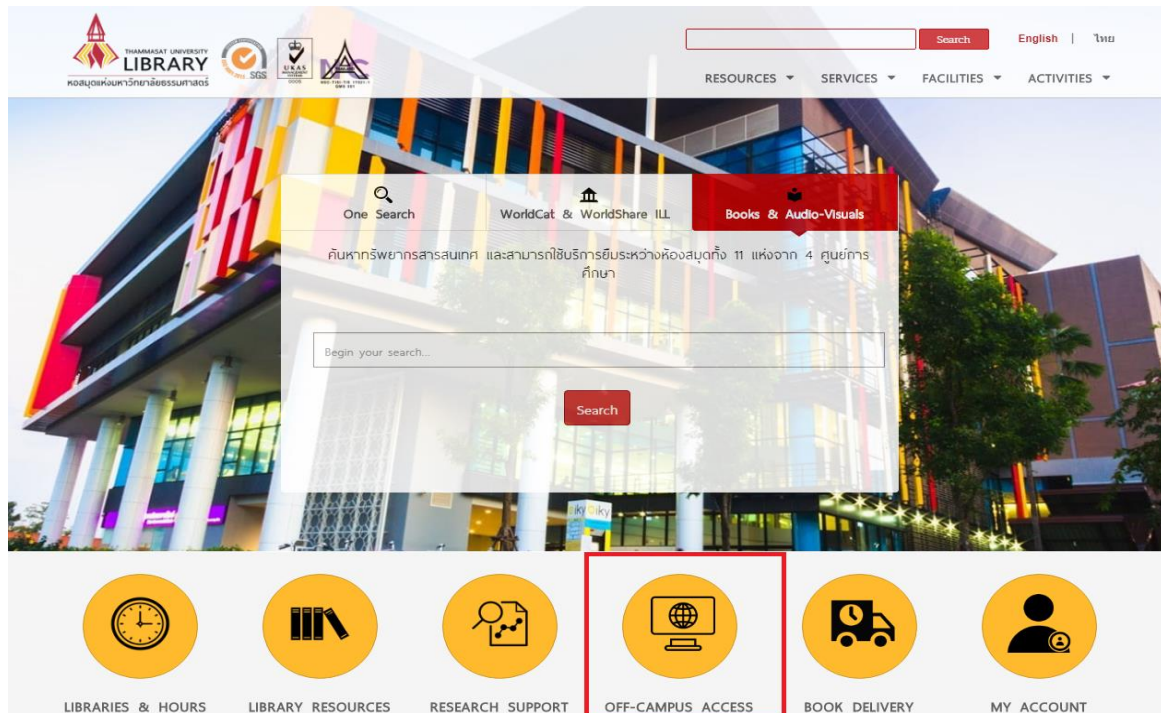 THAMMASAT UNIVERSITY
LIBRARY
หอสมุดแห่งมหาวิทยาลัยธรรมศาสตร์
SGS
UKAS
Search
English | ไทย
RESOURCES
SERVICES
FACILITIES
ACTIVITIES
One Search
WorldCat & WorldShare ILL
Books & Audio-Visuals
ค้นหาทรัพยากรสารสนเทศ และสามารถใช้บริการยืมระหว่างห้องสมุดทั้ง 11 แห่งจาก 4 ศูนย์การ
ศึกษา
Begin your search...
Search
LIBRARIES & HOURS
LIBRARY RESOURCES
RESEARCH SUPPORT
OFF-CAMPUS ACCESS
BOOK DELIVERY
MY ACCOUNT